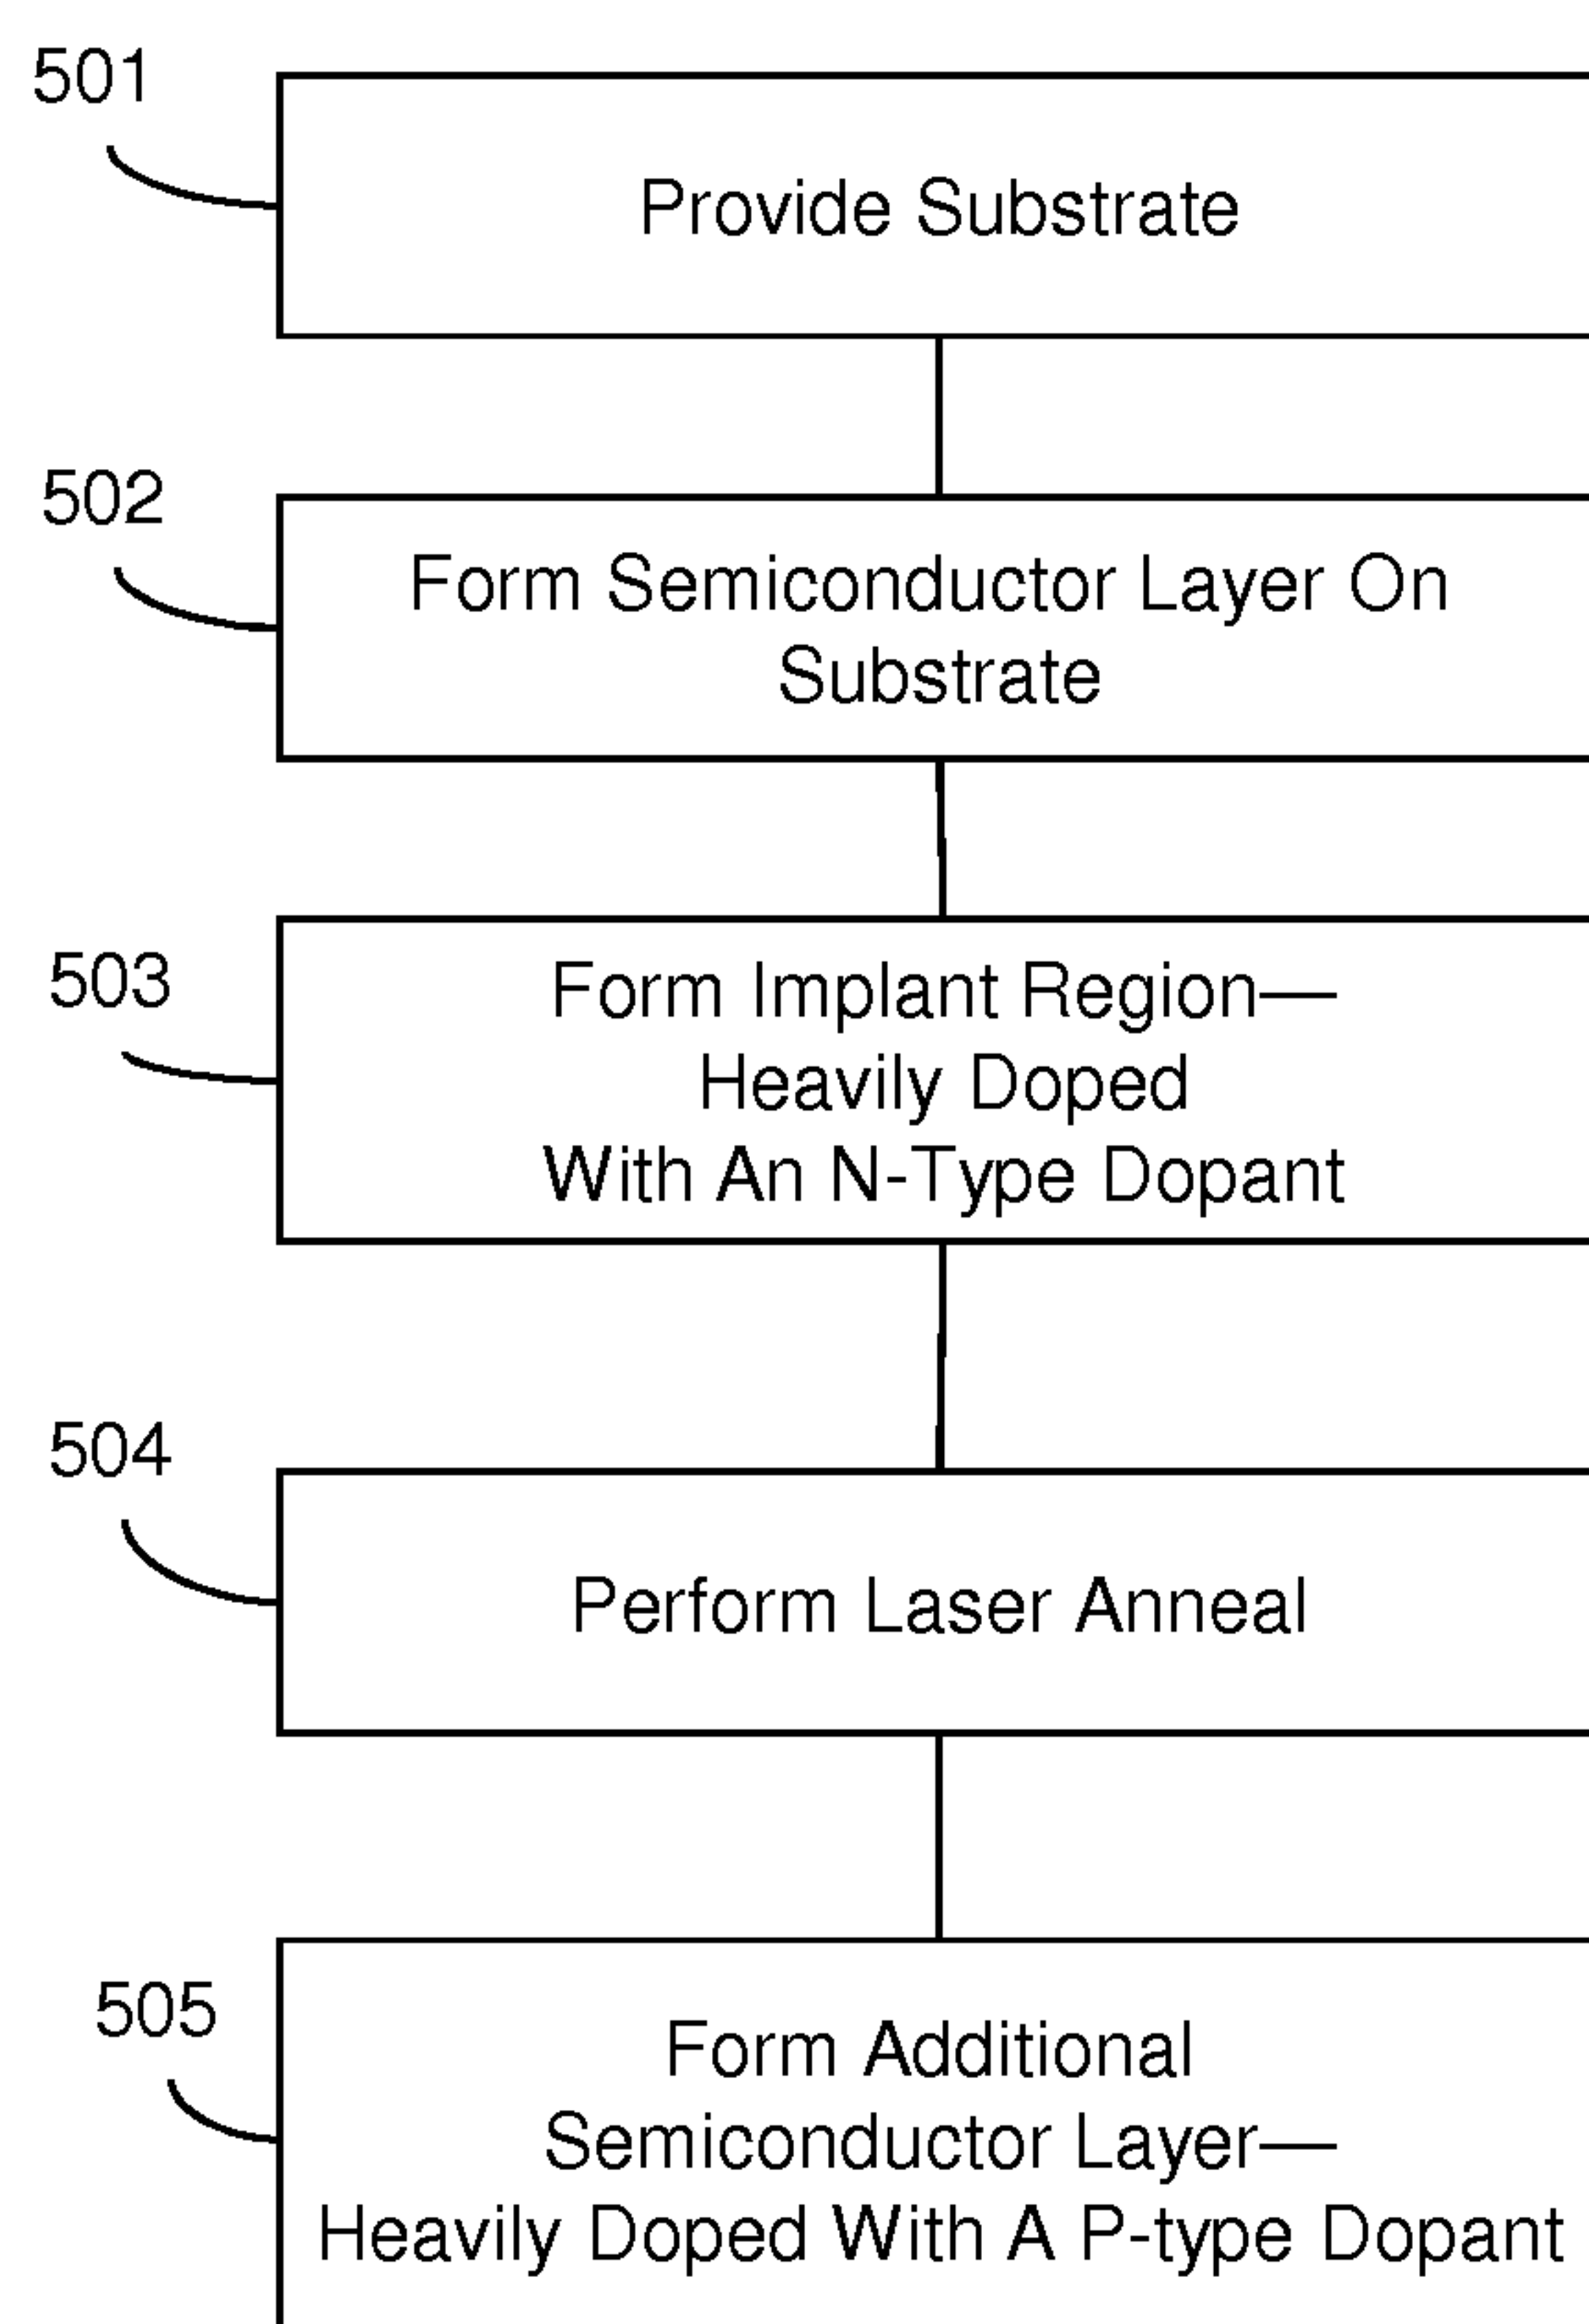 501
Provide Substrate
502
Form Semiconductor Layer On
Substrate
503
Form Implant Region—
Heavily Doped
With An N-Type Dopant
504
Perform Laser Anneal
505
Form Additional
Semiconductor Layer—
Heavily Doped With A P-type Dopant